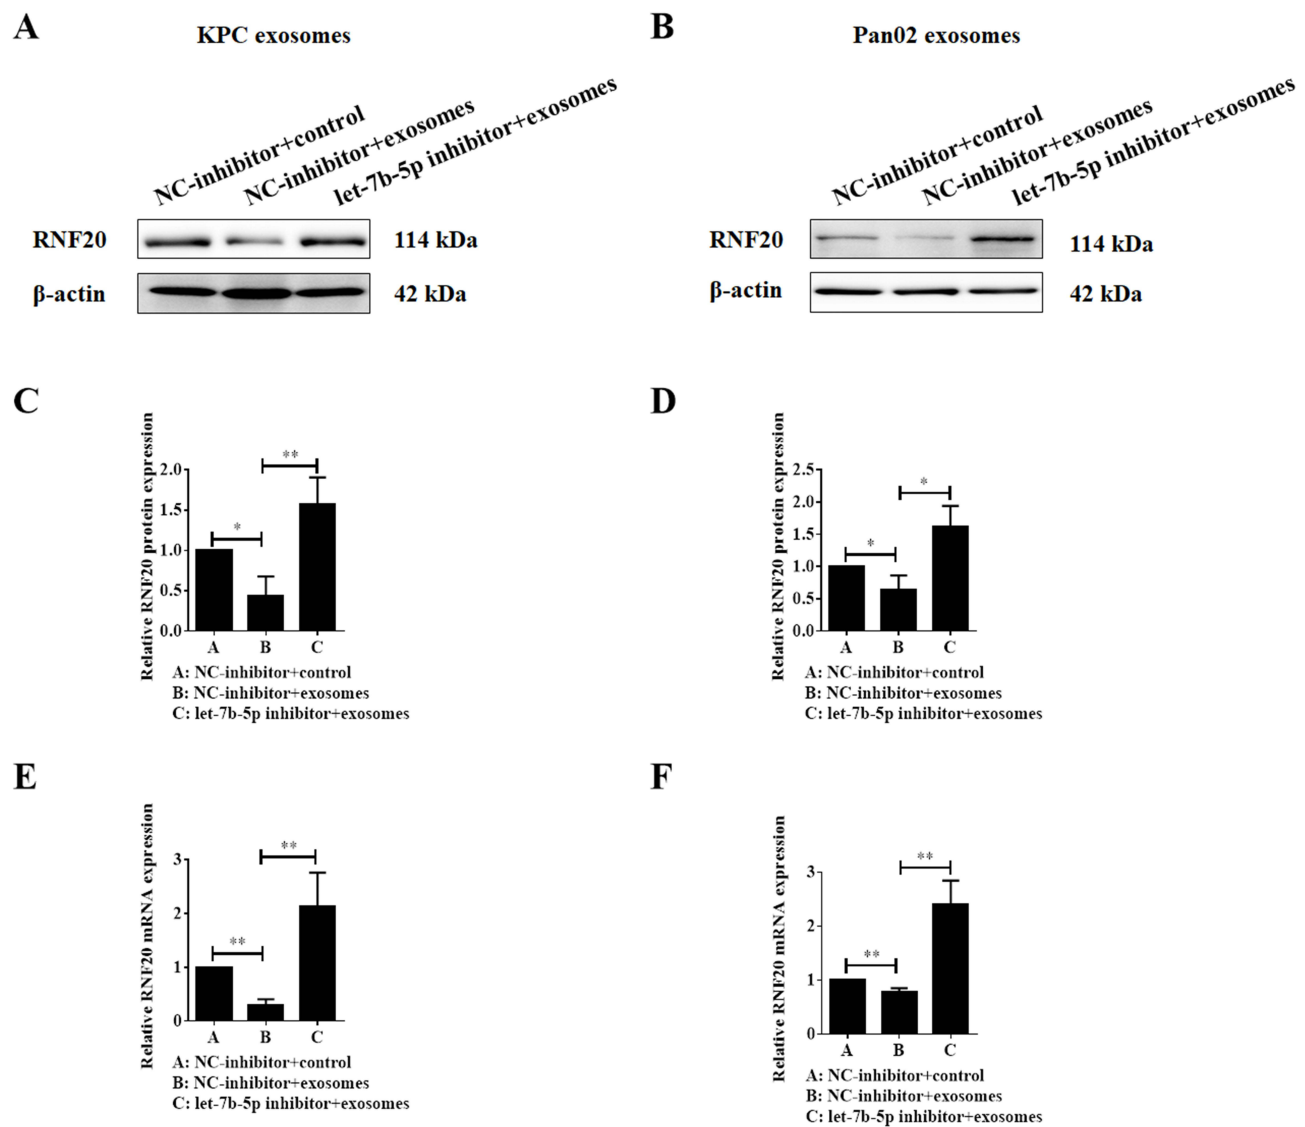 A
KPC exosomes
NC-inhibitor+control
NC-inhibitor+exosomes
let-7b-5p inhibitor+exosomes
RNF20
114 kDa
β-actin
42 kDa
B
Pan02 exosomes
NC-inhibitor+control
NC-inhibitor+exosomes
let-7b-5p inhibitor+exosomes
RNF20
114 kDa
β-actin
42 kDa
C
Relative RNF20 protein expression
2.0
1.5
1.0
0.5
0.0
*
**
A B C
A: NC-inhibitor+control
B: NC-inhibitor+exosomes
C: let-7b-5p inhibitor+exosomes
D
Relative RNF20 protein expression
2.5
2.0
1.5
1.0
0.5
0.0
*
*
A B C
A: NC-inhibitor+control
B: NC-inhibitor+exosomes
C: let-7b-5p inhibitor+exosomes
E
Relative RNF20 mRNA expression
3
2
1
0
**
**
A B C
A: NC-inhibitor+control
B: NC-inhibitor+exosomes
C: let-7b-5p inhibitor+exosomes
F
Relative RNF20 mRNA expression
3
2
1
0
**
**
A B C
A: NC-inhibitor+control
B: NC-inhibitor+exosomes
C: let-7b-5p inhibitor+exosomes